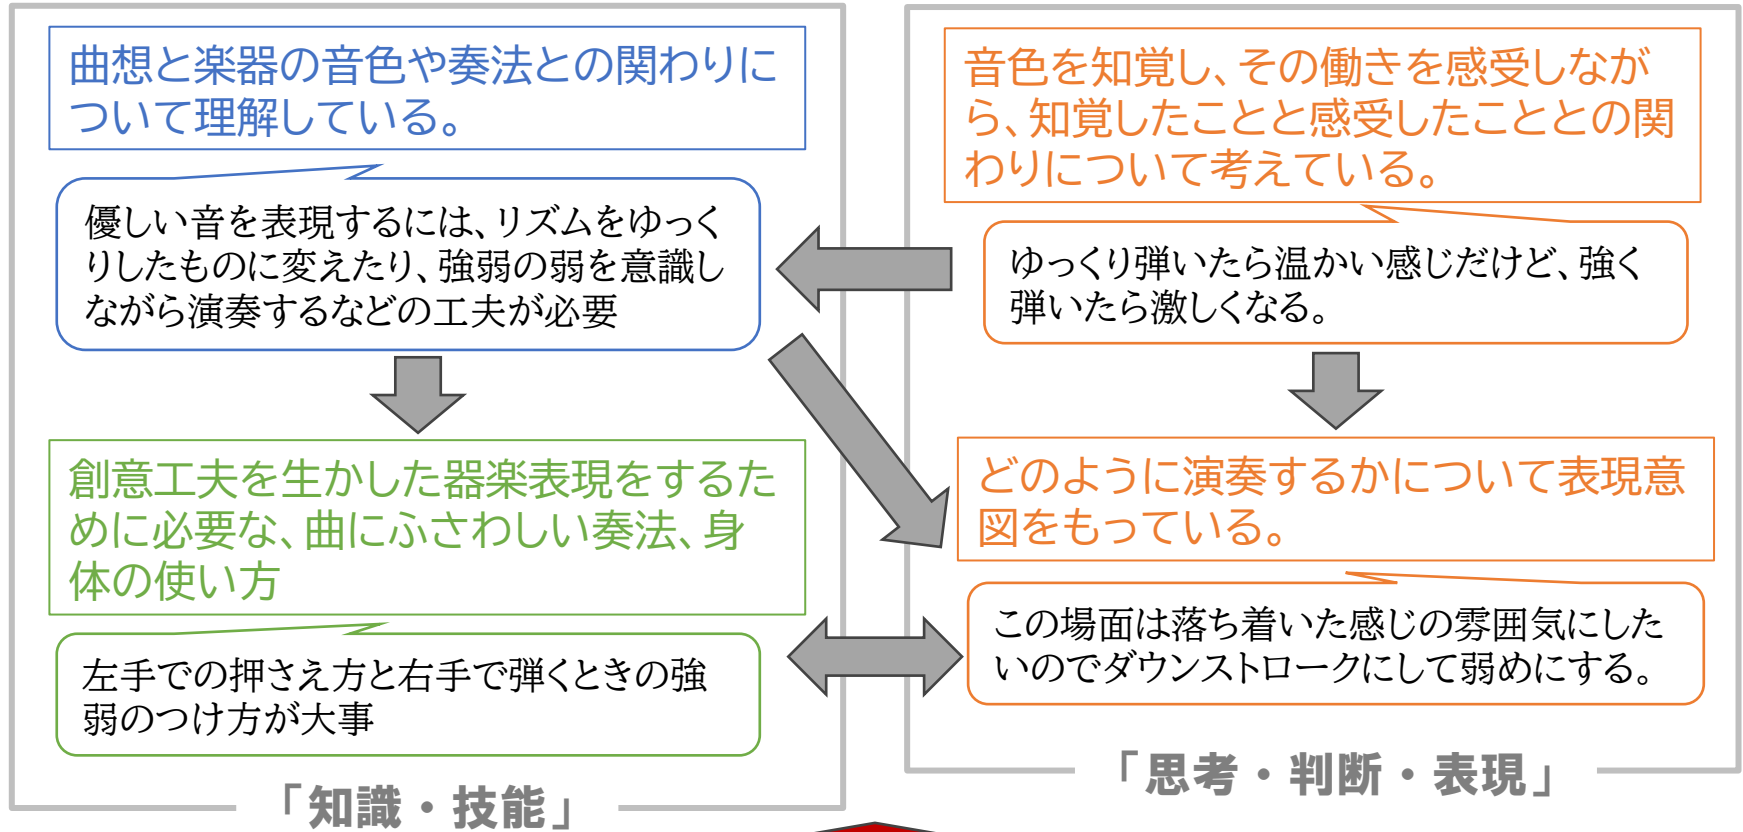 曲想と楽器の音色や奏法との関わりに
ついて理解している。
優しい音を表現するには、リズムをゆっく
りしたものに変えたり、強弱の弱を意識し
ながら演奏するなどの工夫が必要
創意工夫を生かした器楽表現をするた
めに必要な、曲にふさわしい奏法、身
体の使い方
左手での押さえ方と右手で弾くときの強
弱のつけ方が大事
「知識・技能」
音色を知覚し、その働きを感受しなが
ら、知覚したことと感受したこととの関
わりについて考えている。
ゆっくり弾いたら温かい感じだけど、強く
弾いたら激しくなる。
どのように演奏するかについて表現意
図をもっている。
この場面は落ち着いた感じの雰囲気にした
いのでダウンストロークにして弱めにする。
「思考・判断・表現」